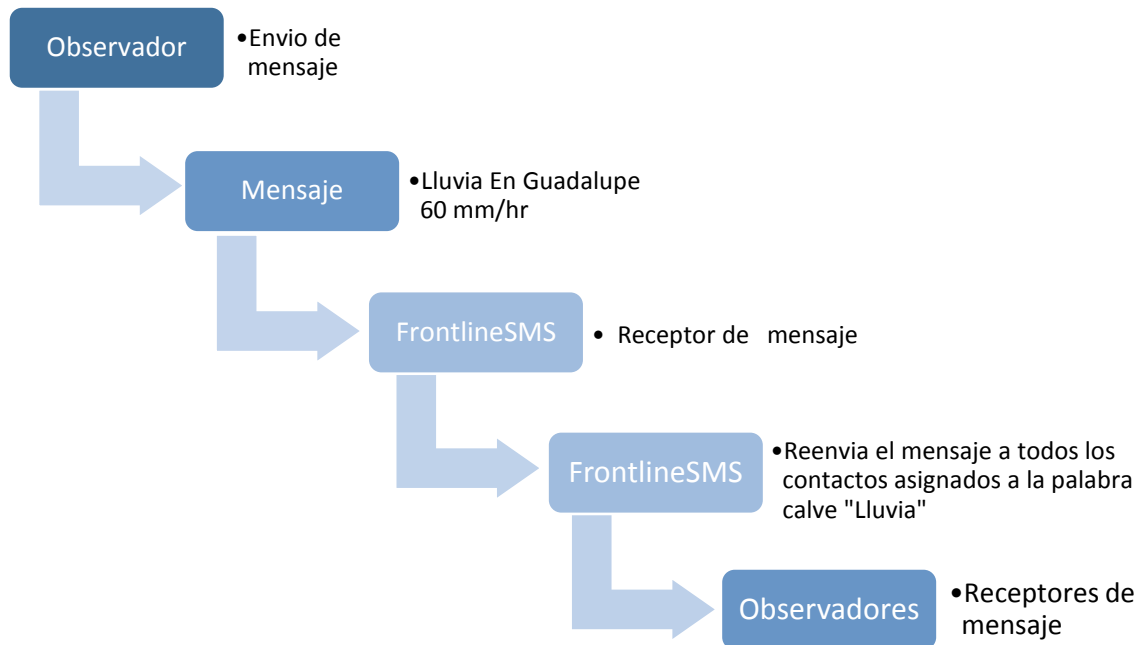 Observador
•Envio de
mensaje
Mensaje
•Lluvia En Guadalupe
60 mm/hr
FrontlineSMS
• Receptor de mensaje
FrontlineSMS
•Reenvia el mensaje a todos los
contactos asignados a la palabra
calve "Lluvia"
Observadores
•Receptores de
mensaje